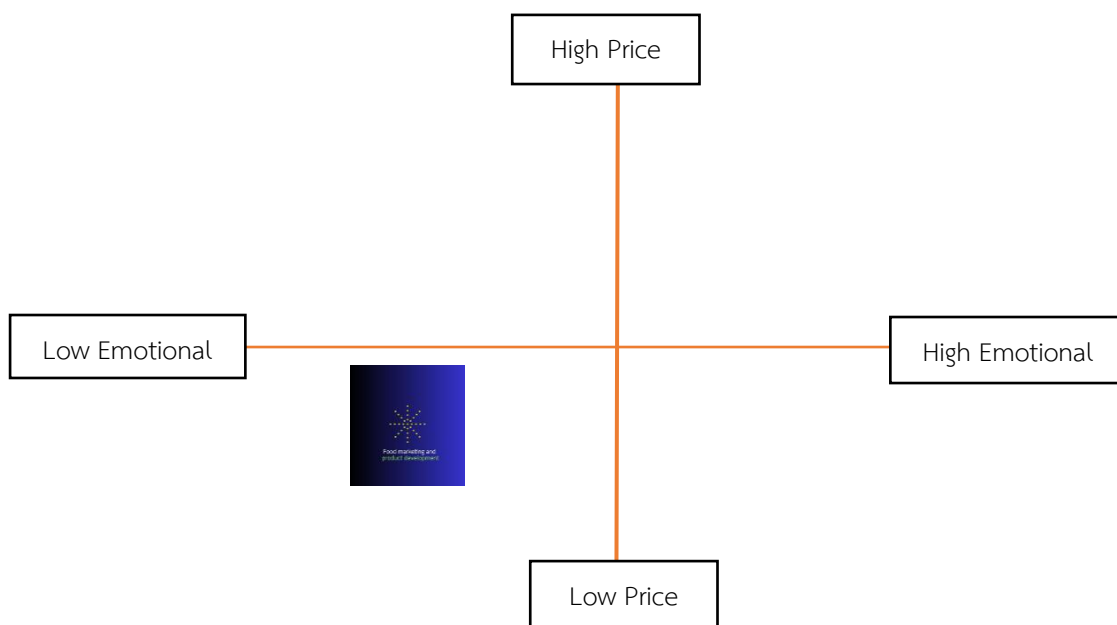 High Price
Low Emotional
High Emotional
Food marketing and
product development
Low Price